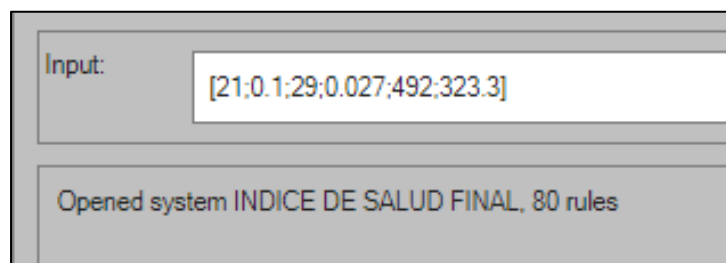 Input:
[21;0.1;29;0.027;492;323.3]
Opened system INDICE DE SALUD FINAL, 80 rules